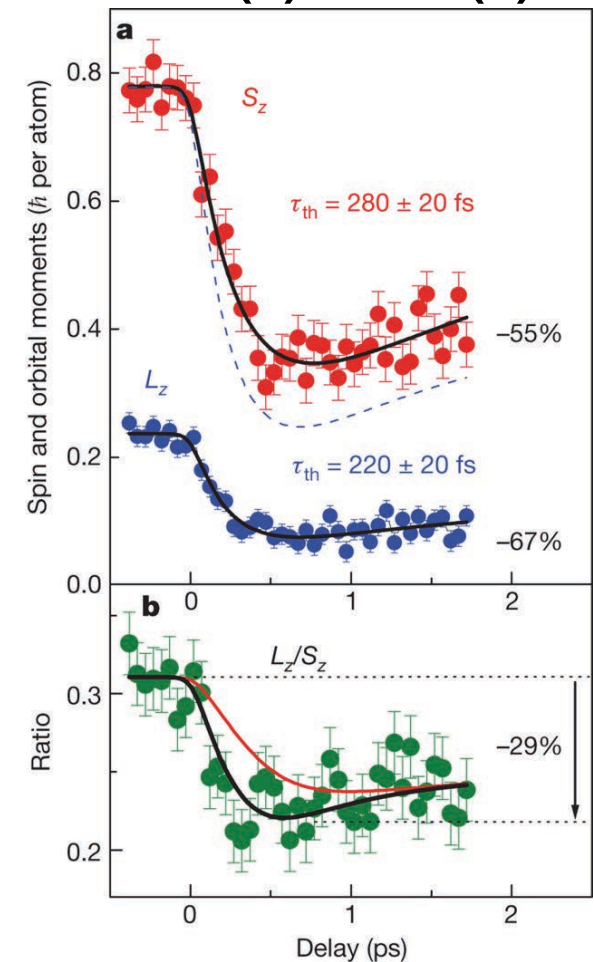 a
Spin and orbital moments (ħ per atom)
0.8
0.6
0.4
0.2
0.0
S_z
τ_th = 280 ± 20 fs
–55%
L_z
τ_th = 220 ± 20 fs
–67%
0 1 2
b
L_z/S_z
Ratio
0.3
0.2
–29%
0 1 2
Delay (ps)